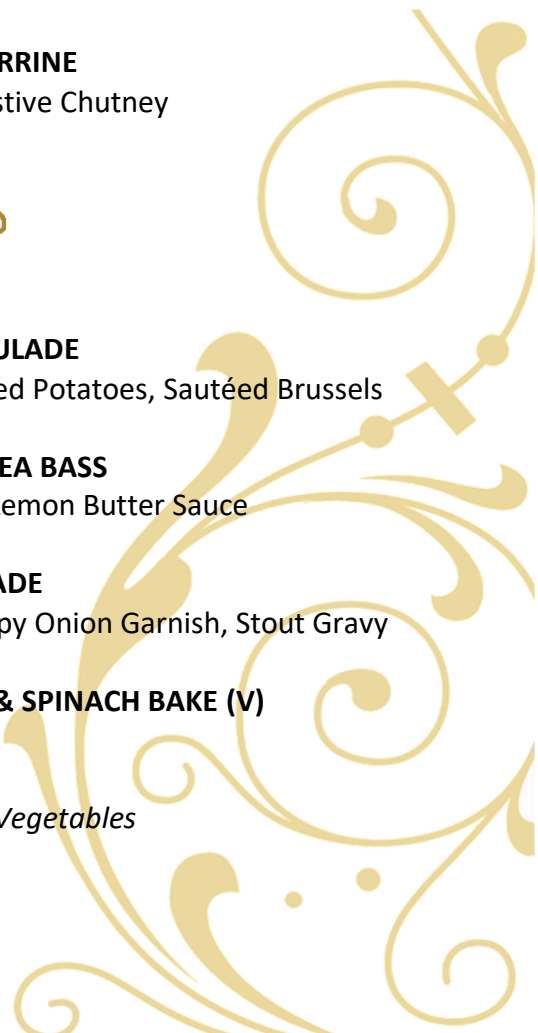 RRINE
stive Chutney
ULADE
ed Potatoes, Sautéed Brussels
EA BASS
emon Butter Sauce
ADE
py Onion Garnish, Stout Gravy
& SPINACH BAKE (V)
Vegetables